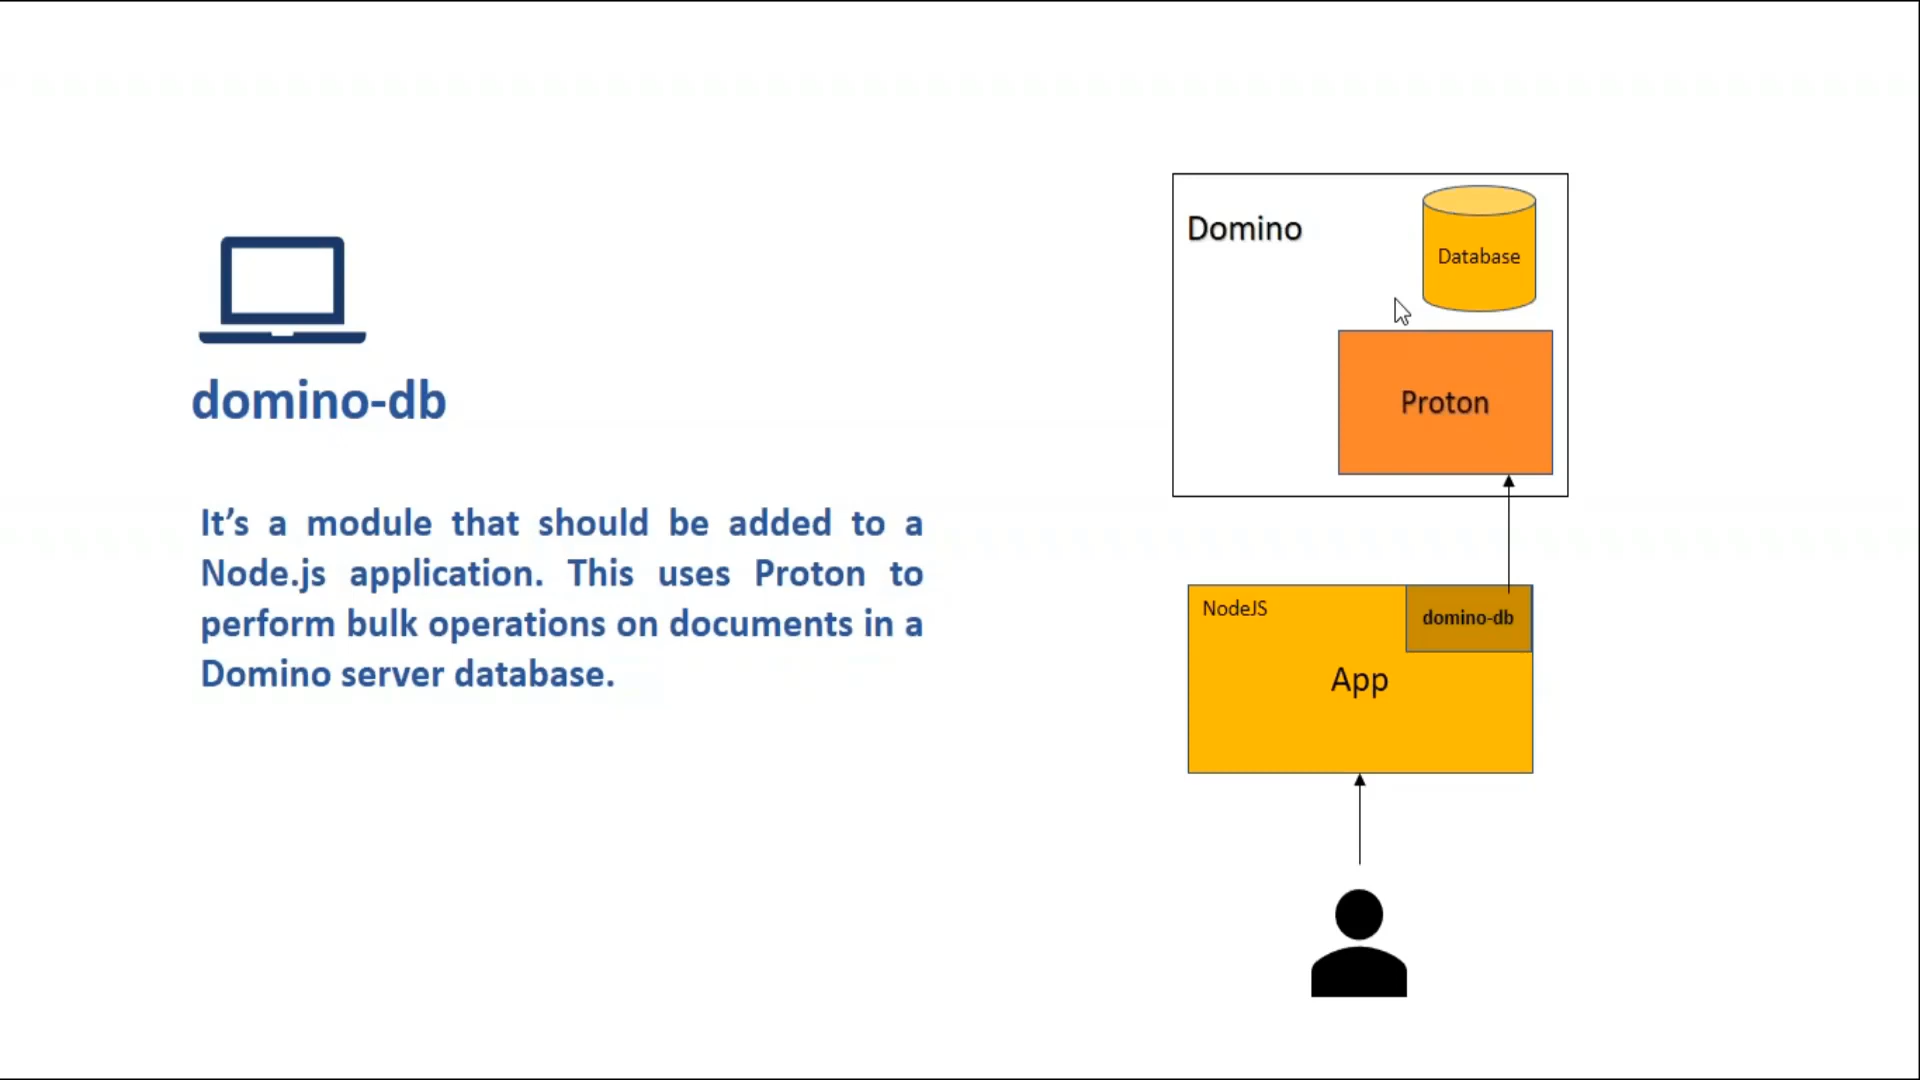 domino-db
It’s a module that should be added to a
Node.js application. This uses Proton to
perform bulk operations on documents in a
Domino server database.
Domino
Database
Proton
NodeJS
domino-db
App